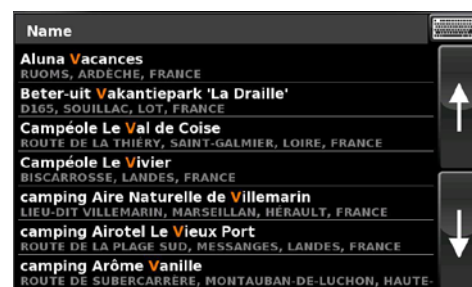 Name
Aluna Vacances
RUOMS, ARDÈCHE, FRANCE
Beter-uit Vakantiepark 'La Draille'
D165, SOUILLAC, LOT, FRANCE
Campéole Le Val de Coise
ROUTE DE LA THIÉRY, SAINT-GALMIER, LOIRE, FRANCE
Campéole Le Vivier
BISCARROSSE, LANDES, FRANCE
camping Aire Naturelle de Villemarin
LIEU-DIT VILLEMARIN, MARSEILLAN, HÉRAULT, FRANCE
camping Airotel Le Vieux Port
ROUTE DE LA PLAGE SUD, MESSANGES, LANDES, FRANCE
camping Arôme Vanille
ROUTE DE SUBERCARRÈRE, MONTAUBAN-DE-LUCHON, HAUTE-